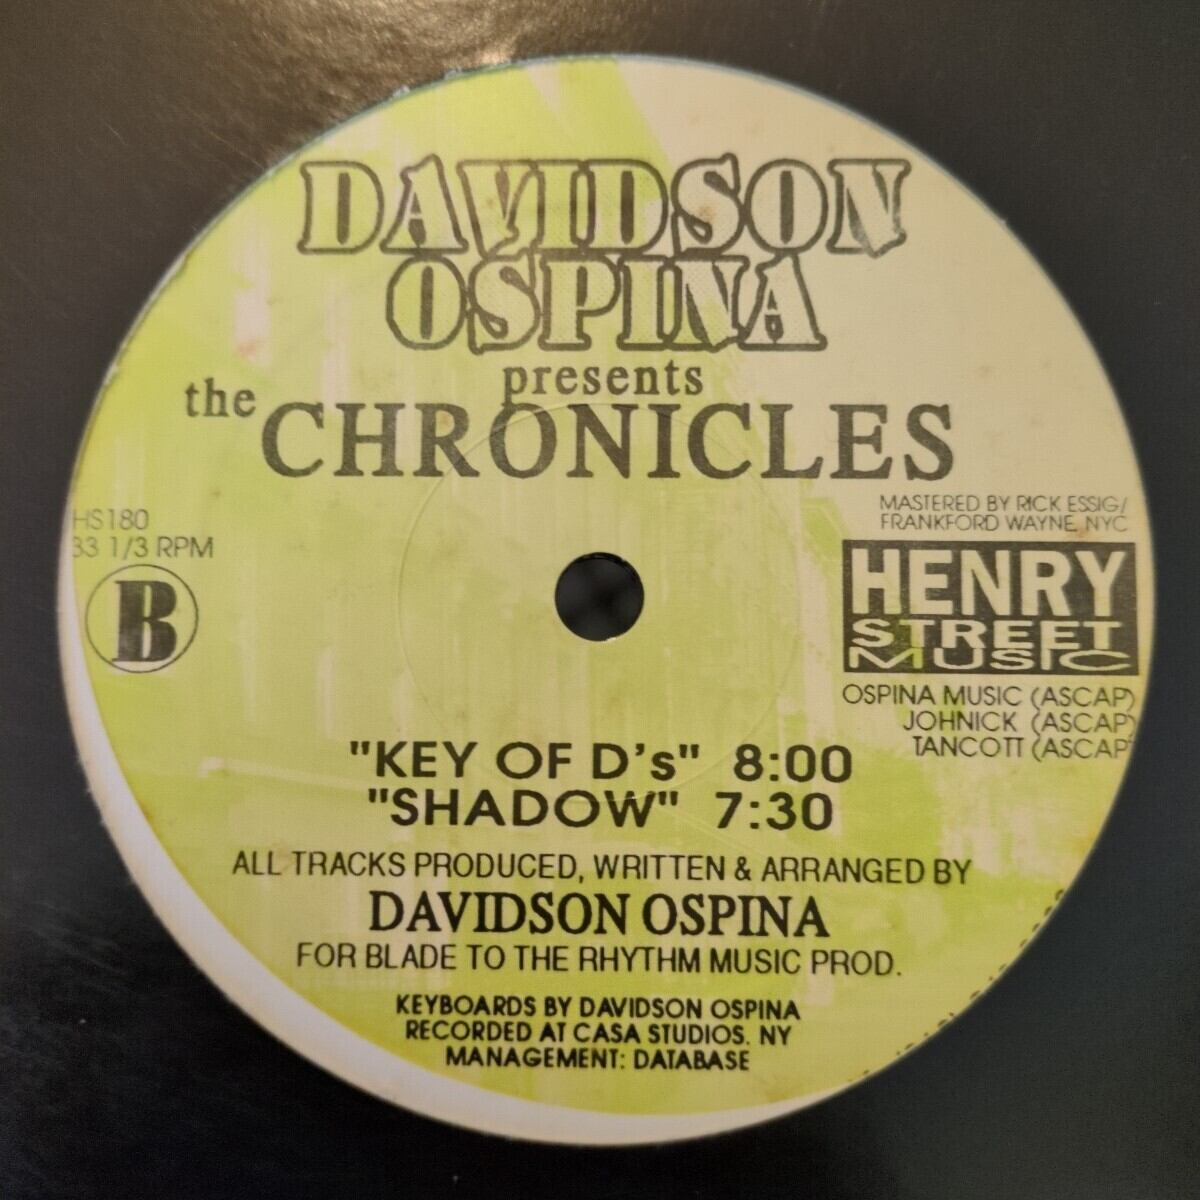 DAVIDSON
OSPINA
presents
the CHRONICLES
MASTERED BY RICK ESSIG/
FRANKFORD WAYNE, NYC
HS180
33 1/3 RPM
B
HENRY
STREET
MUSIC
OSPINA MUSIC (ASCAP)
JOHNICK (ASCAP)
TANCOTT (ASCAP
"KEY OF D's" 8:00
"SHADOW" 7:30
ALL TRACKS PRODUCED, WRITTEN & ARRANGED BY
DAVIDSON OSPINA
FOR BLADE TO THE RHYTHM MUSIC PROD.
KEYBOARDS BY DAVIDSON OSPINA
RECORDED AT CASA STUDIOS. NY
MANAGEMENT: DATABASE